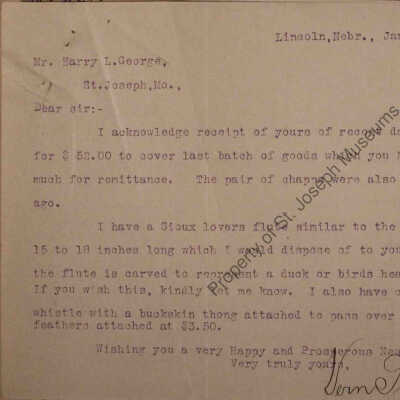 Lincoln, Nebr., Jan
Mr. Harry L. George,
St. Joseph, Mo.,
Dear sir:-
I acknowledge receipt of yours of recent da
for $ 52.00 to cover last batch of goods which you
much for remittance. The pair of chaps were also
ago.
I have a Sioux lovers flute similar to the
15 to 18 inches long which I would dispose of to yo
the flute is carved to represent a duck or birds hea
If you wish this, kindly let me know. I also have
whistle with a buckskin thong attached to pass over
feathers attached at $3.50.
Wishing you a very Happy and Prosperous New
Very truly yours,
Vern
Property of St. Joseph Museums